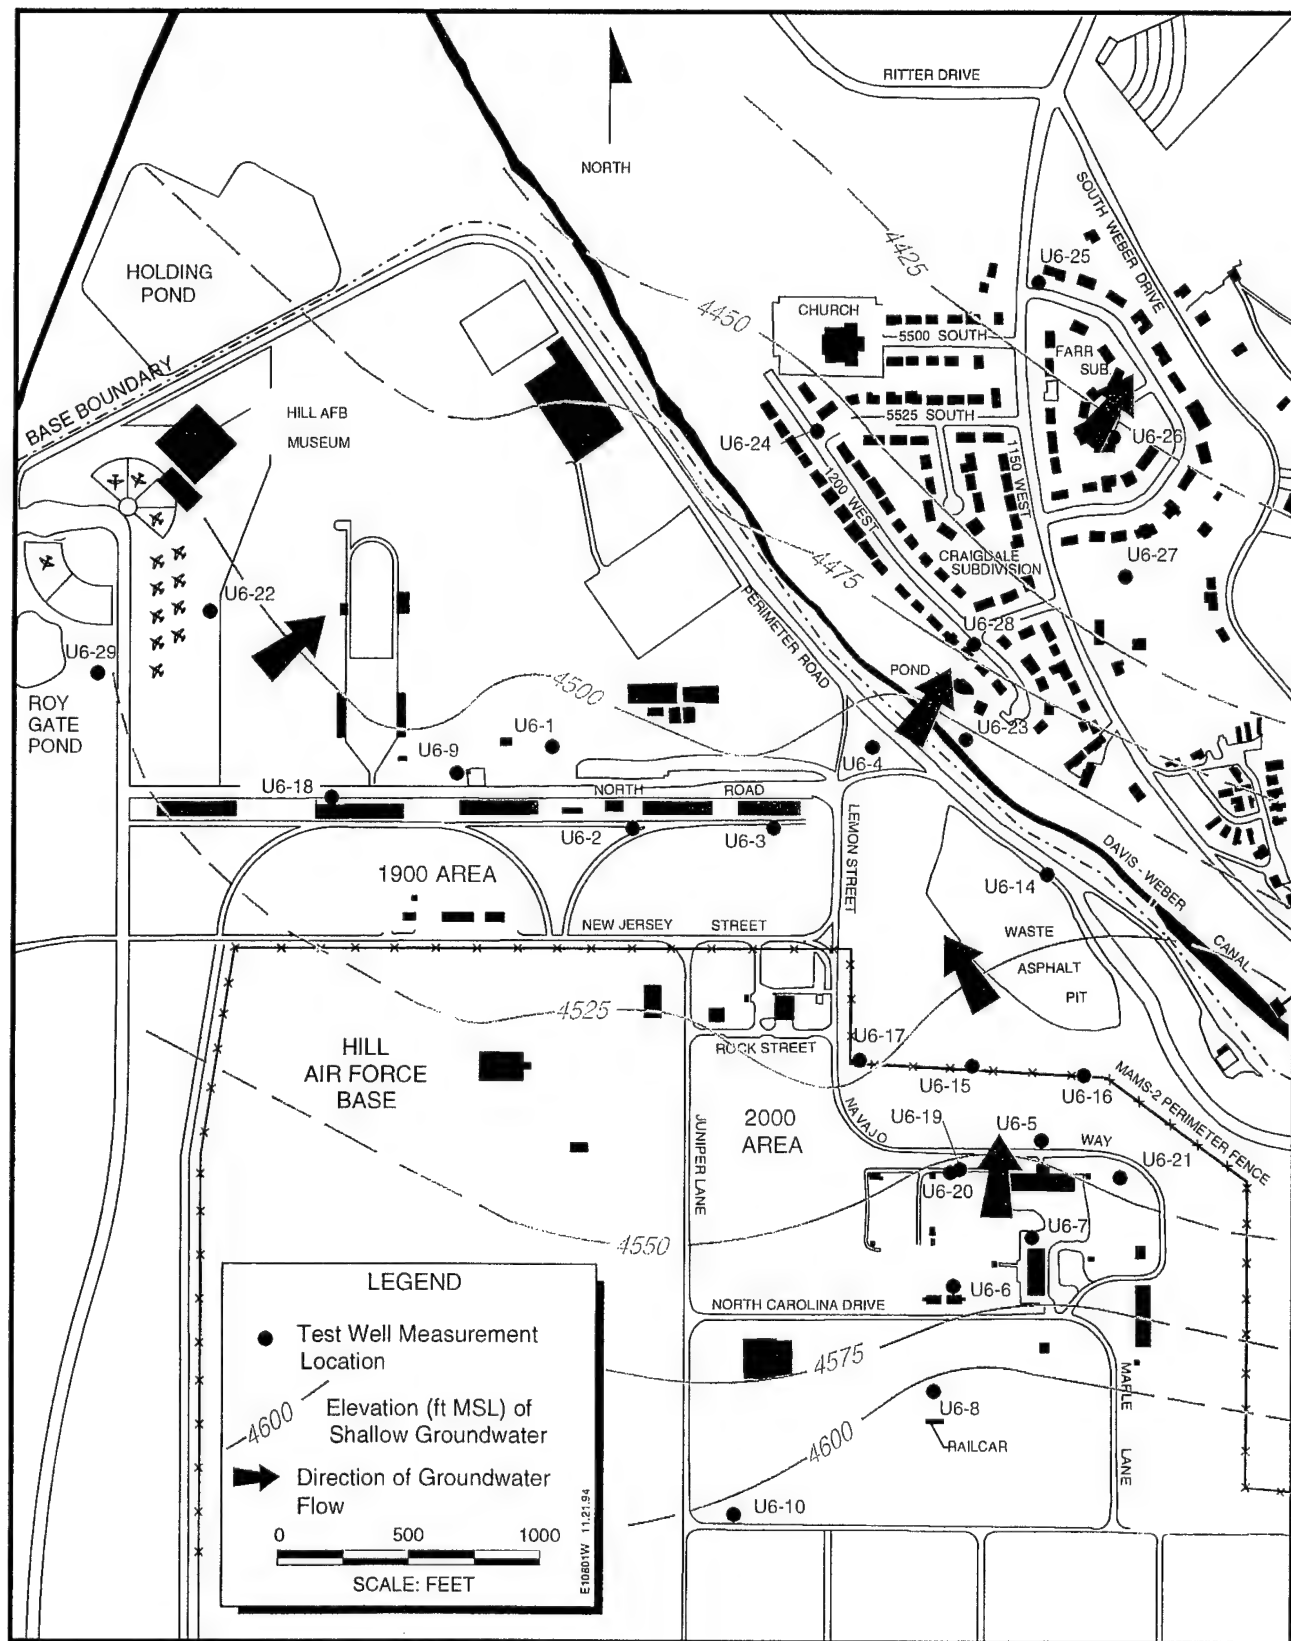 RITTER DRIVE
NORTH
SOUTH WEBER DRIVE
4425
HOLDING
POND
U6-25
4450
CHURCH
5500 SOUTH
FARR
SUB.
BASE BOUNDARY
HILL AFB
MUSEUM
4475
5525 SOUTH
U6-24
U6-26
1200 WEST
1150 WEST
CRAIGDALE
SUBDIVISION
4475
U6-27
U6-22
PERIMETER ROAD
U6-28
U6-29
POND
4500
ROY
GATE
POND
U6-1
U6-9
U6-23
U6-4
U6-18
NORTH ROAD
U6-2
U6-3
LEMON STREET
DAVIS - WEBER
CANAL
1900 AREA
U6-14
NEW JERSEY STREET
WASTE
ASPHALT
PIT
4525
ROCK STREET
U6-17
HILL
AIR FORCE
BASE
U6-15
U6-16
MAMS-2 PERIMETER FENCE
2000
AREA
NAVAJO WAY
U6-19
U6-5
JUNIPER LANE
U6-21
U6-20
4550
U6-7
U6-6
NORTH CAROLINA DRIVE
4575
MAPLE LANE
U6-8
4600
RAILCAR
U6-10
LEGEND
Test Well Measurement
Location
4600
Elevation (ft MSL) of
Shallow Groundwater
Direction of Groundwater
Flow
0 500 1000
SCALE: FEET
E10801W 11.21.94